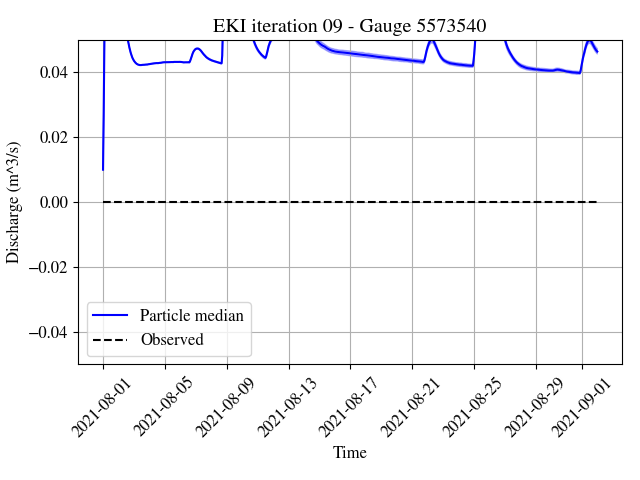 EKI iteration 09 - Gauge 5573540
Discharge (m^3/s)
0.04
0.02
0.00
−0.02
−0.04
Particle median
Observed
2021-08-01
2021-08-05
2021-08-09
2021-08-13
2021-08-17
2021-08-21
2021-08-25
2021-08-29
2021-09-01
Time